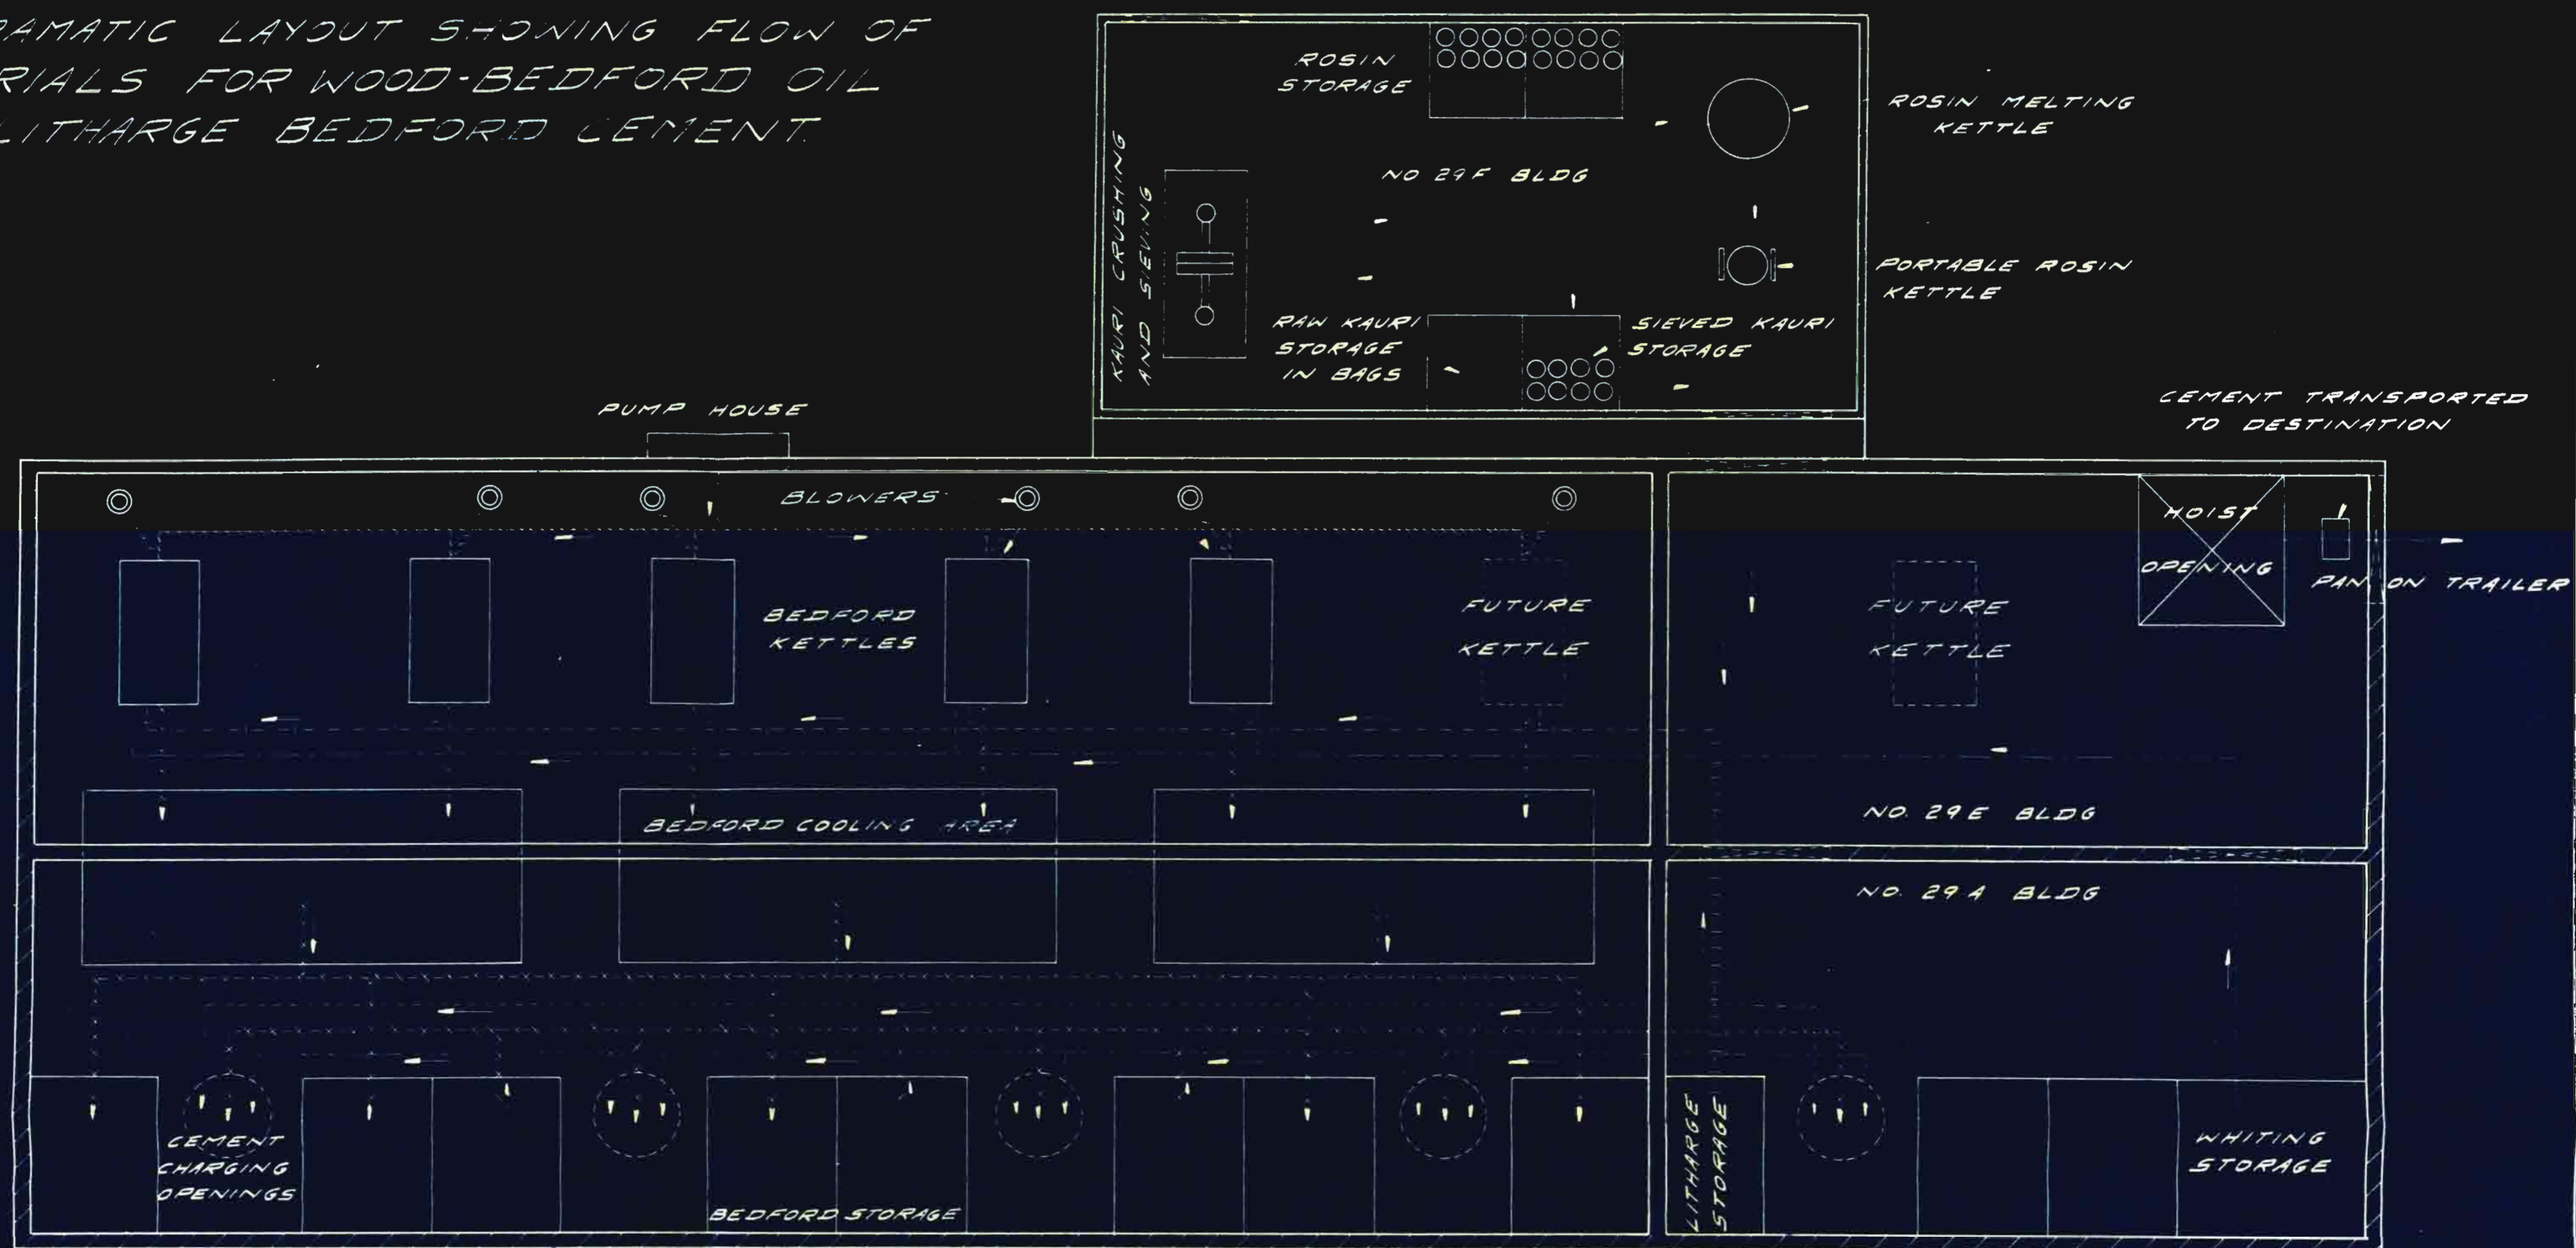 RAMATIC LAYOUT SHOWING FLOW OF
RIALS FOR WOOD-BEDFORD OIL
LITHARGE BEDFORD CEMENT.
ROSIN
STORAGE
ROSIN MELTING
KETTLE
NO 29F BLDG
KAURI CRUSHING
AND SIEVING
PORTABLE ROSIN
KETTLE
RAW KAURI
STORAGE
IN BAGS
SIEVED KAURI
STORAGE
PUMP HOUSE
CEMENT TRANSPORTED
TO DESTINATION
BLOWERS
HOIST
OPENING
PAN ON TRAILER
BEDFORD
KETTLES
FUTURE
KETTLE
FUTURE
KETTLE
BEDFORD COOLING AREA
NO. 29E BLDG
NO. 29A BLDG
CEMENT
CHARGING
OPENINGS
BEDFORD STORAGE
LITHARGE
STORAGE
WHITING
STORAGE